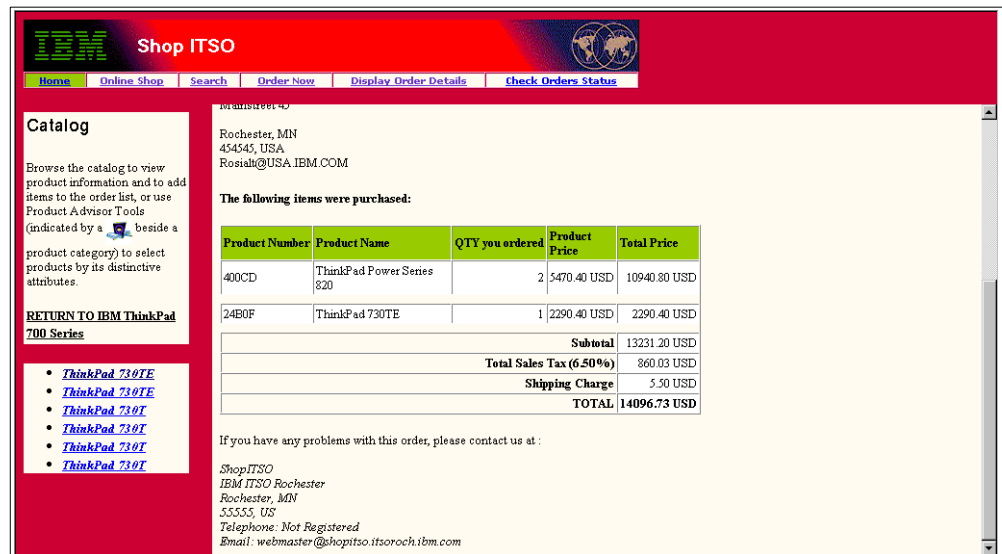 IBM Shop ITSO
Home Online Shop Search Order Now Display Order Details Check Orders Status
Catalog
Browse the catalog to view
product information and to add
items to the order list, or use
Product Advisor Tools
(indicated by a beside a
product category) to select
products by its distinctive
attributes.
RETURN TO IBM ThinkPad
700 Series
ThinkPad 730TE
ThinkPad 730TE
ThinkPad 730T
ThinkPad 730T
ThinkPad 730T
ThinkPad 730T
Mainstreet 45
Rochester, MN
454545, USA
Rosialt@USA.IBM.COM
The following items were purchased:
Product Number Product Name QTY you ordered Product Price Total Price
400CD ThinkPad Power Series 820 2 5470.40 USD 10940.80 USD
24B0F ThinkPad 730TE 1 2290.40 USD 2290.40 USD
Subtotal 13231.20 USD
Total Sales Tax (6.50%) 860.03 USD
Shipping Charge 5.50 USD
TOTAL 14096.73 USD
If you have any problems with this order, please contact us at :
ShopITSO
IBM ITSO Rochester
Rochester, MN
55555, US
Telephone: Not Registered
Email: webmaster@shopitso.itsoroch.ibm.com